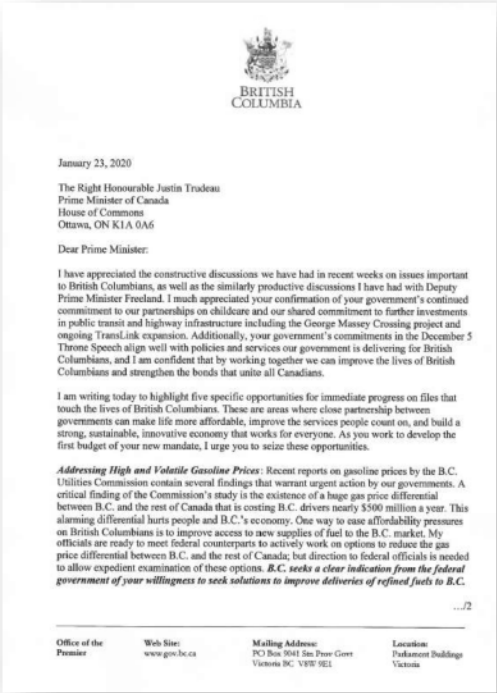 BRITISH
COLUMBIA
January 23, 2020
The Right Honourable Justin Trudeau
Prime Minister of Canada
House of Commons
Ottawa, ON K1A 0A6
Dear Prime Minister:
I have appreciated the constructive discussions we have had in recent weeks on issues important
to British Columbians, as well as the similarly productive discussions I have had with Deputy
Prime Minister Freeland. I much appreciated your confirmation of your government's continued
commitment to our partnerships on childcare and our shared commitment to further investments
in public transit and highway infrastructure including the George Massey Crossing project and
ongoing TransLink expansion. Additionally, your government's commitments in the December 5
Throne Speech align well with policies and services our government is delivering for British
Columbians, and I am confident that by working together we can improve the lives of British
Columbians and strengthen the bonds that unite all Canadians.
I am writing today to highlight five specific opportunities for immediate progress on files that
touch the lives of British Columbians. These are areas where close partnership between
governments can make life more affordable, improve the services people count on, and build a
strong, sustainable, innovative economy that works for everyone. As you work to develop the
first budget of your new mandate, I urge you to seize these opportunities.
Addressing High and Volatile Gasoline Prices: Recent reports on gasoline prices by the B.C.
Utilities Commission contain several findings that warrant urgent action by our governments. A
critical finding of the Commission's study is the existence of a huge gas price differential
between B.C. and the rest of Canada that is costing B.C. drivers nearly $500 million a year. This
alarming differential hurts people and B.C.'s economy. One way to ease affordability pressures
on British Columbians is to improve access to new supplies of fuel to the B.C. market. My
officials are ready to meet federal counterparts to actively work on options to reduce the gas
price differential between B.C. and the rest of Canada; but direction to federal officials is needed
to allow expedient examination of these options. B.C. seeks a clear indication from the federal
government of your willingness to seek solutions to improve deliveries of refined fuels to B.C.
.../2
Office of the
Premier
Web Site:
www.gov.bc.ca
Mailing Address:
PO Box 9041 Stn Prov Govt
Victoria BC V8W 9E1
Location:
Parliament Buildings
Victoria